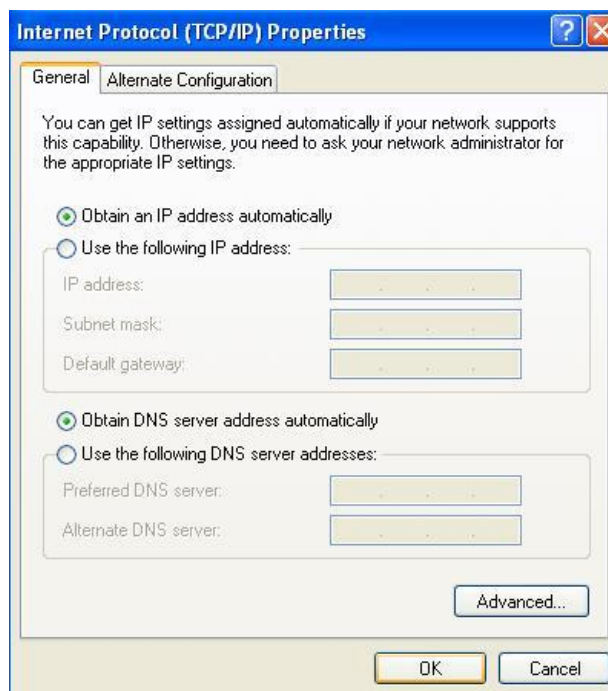 Internet Protocol (TCP/IP) Properties
General
Alternate Configuration
You can get IP settings assigned automatically if your network supports
this capability. Otherwise, you need to ask your network administrator for
the appropriate IP settings.
Obtain an IP address automatically
Use the following IP address:
IP address:
Subnet mask:
Default gateway:
Obtain DNS server address automatically
Use the following DNS server addresses:
Preferred DNS server:
Alternate DNS server:
Advanced...
OK
Cancel